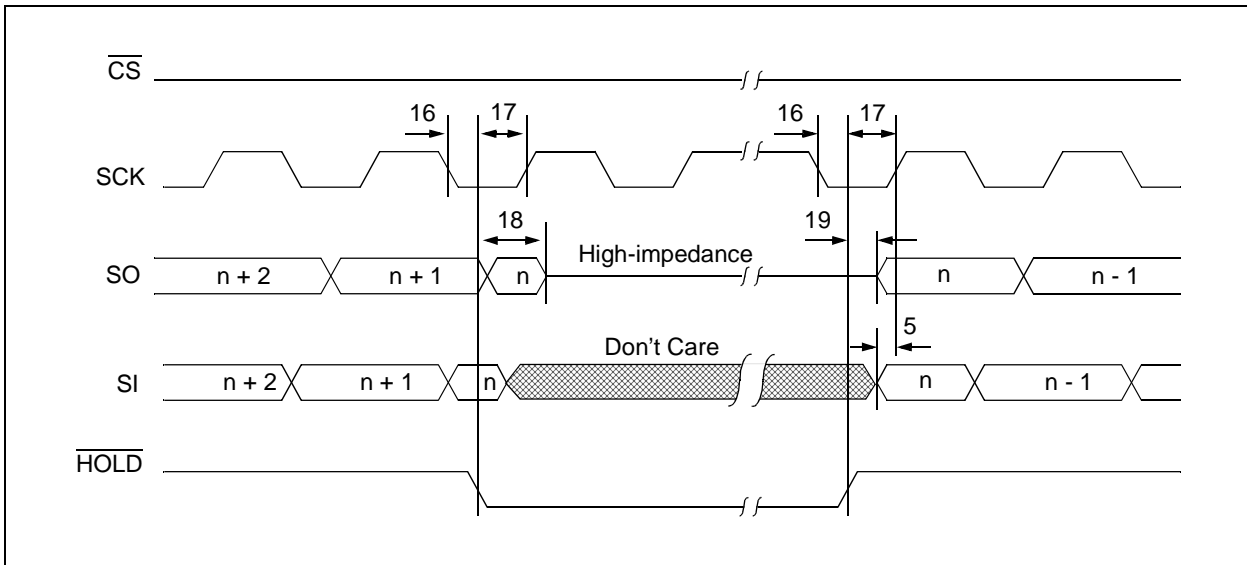 CS
16 17 16 17
SCK
18 19
High-impedance
SO n + 2 n + 1 n n n - 1
5
Don't Care
SI n + 2 n + 1 n n n - 1
HOLD